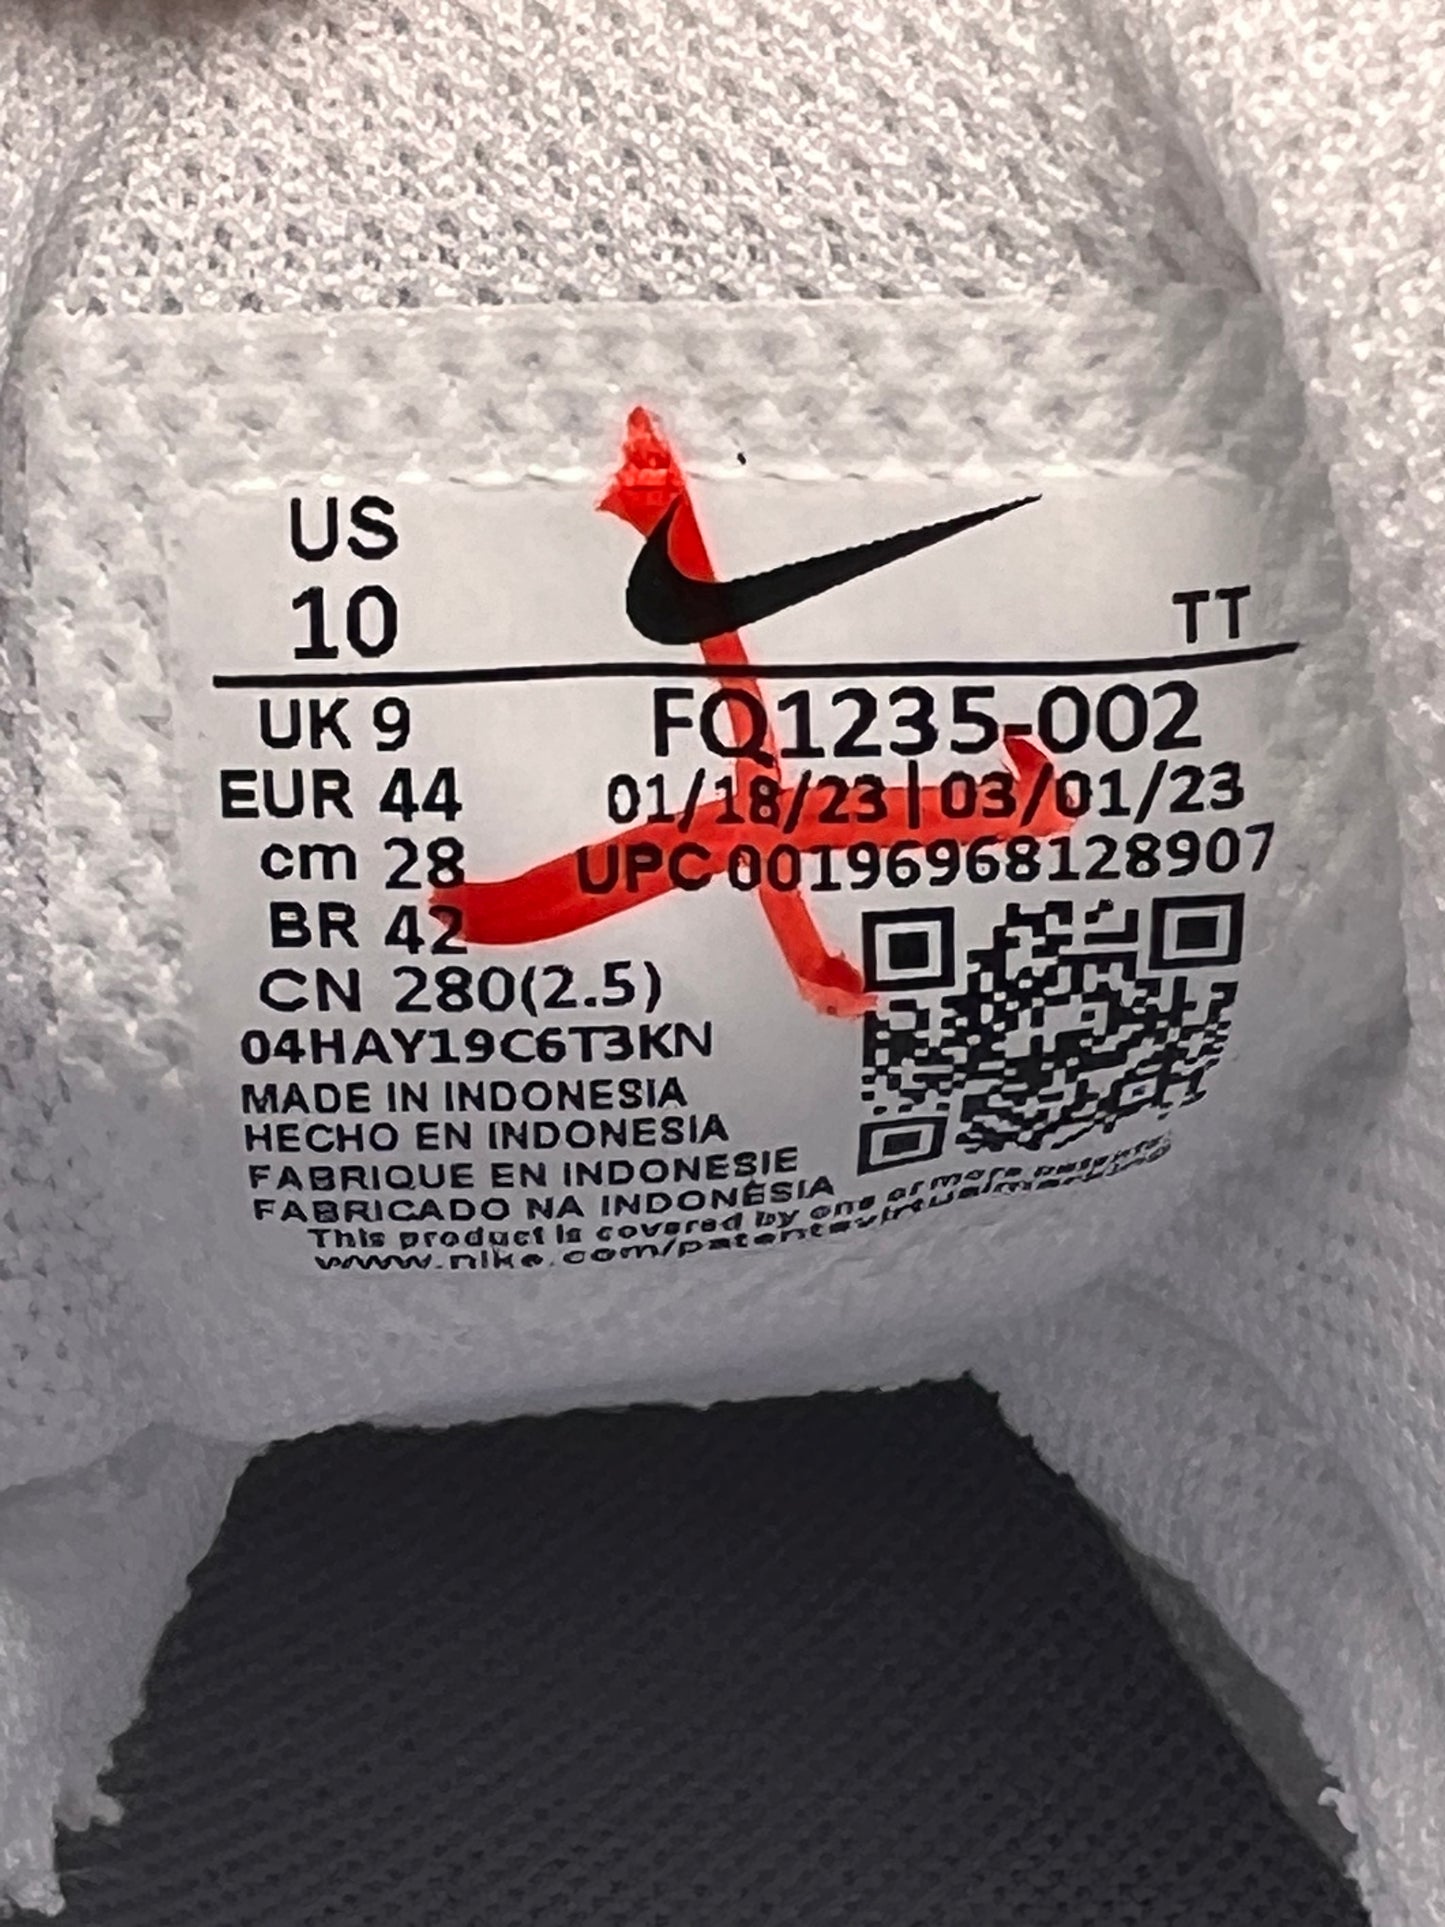 US
10
TT
UK 9
FQ1235-002
EUR 44
01/18/23 | 03/01/23
cm 28
UPC 00196968128907
BR 42
CN 280(2.5)
04HAY19C6T3KN
MADE IN INDONESIA
HECHO EN INDONESIA
FABRIQUE EN INDONESIE
FABRICADO NA INDONÉSIA
This product is covered by one or more patents.
www.nike.com/patentsvirtualmarking